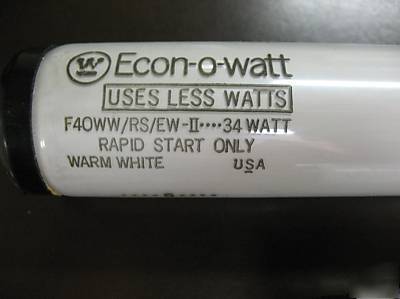 W Econ-o-watt
USES LESS WATTS
F40WW/RS/EW-II····34 WATT
RAPID START ONLY
WARM WHITE USA